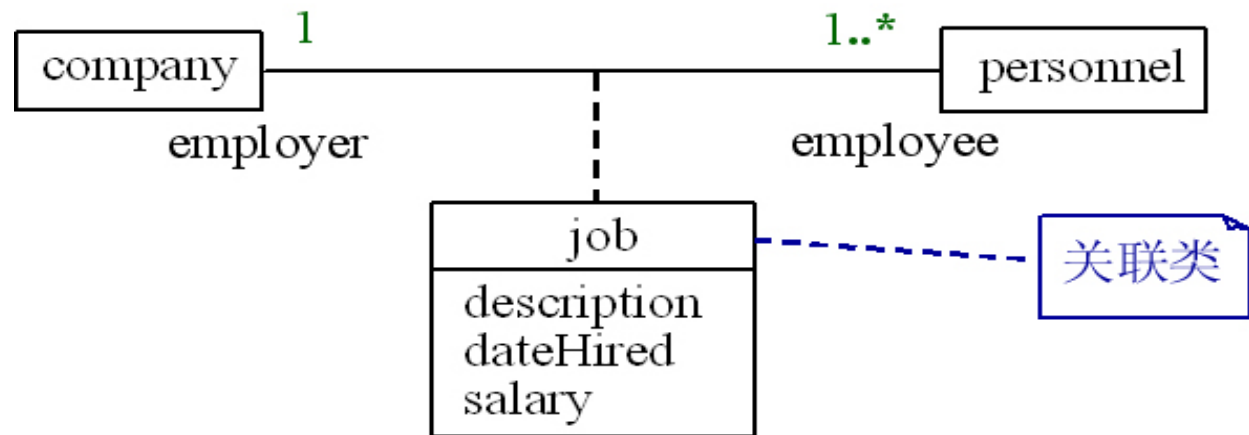 1
1..*
company
personnel
employer
employee
job
关联类
description
dateHired
salary